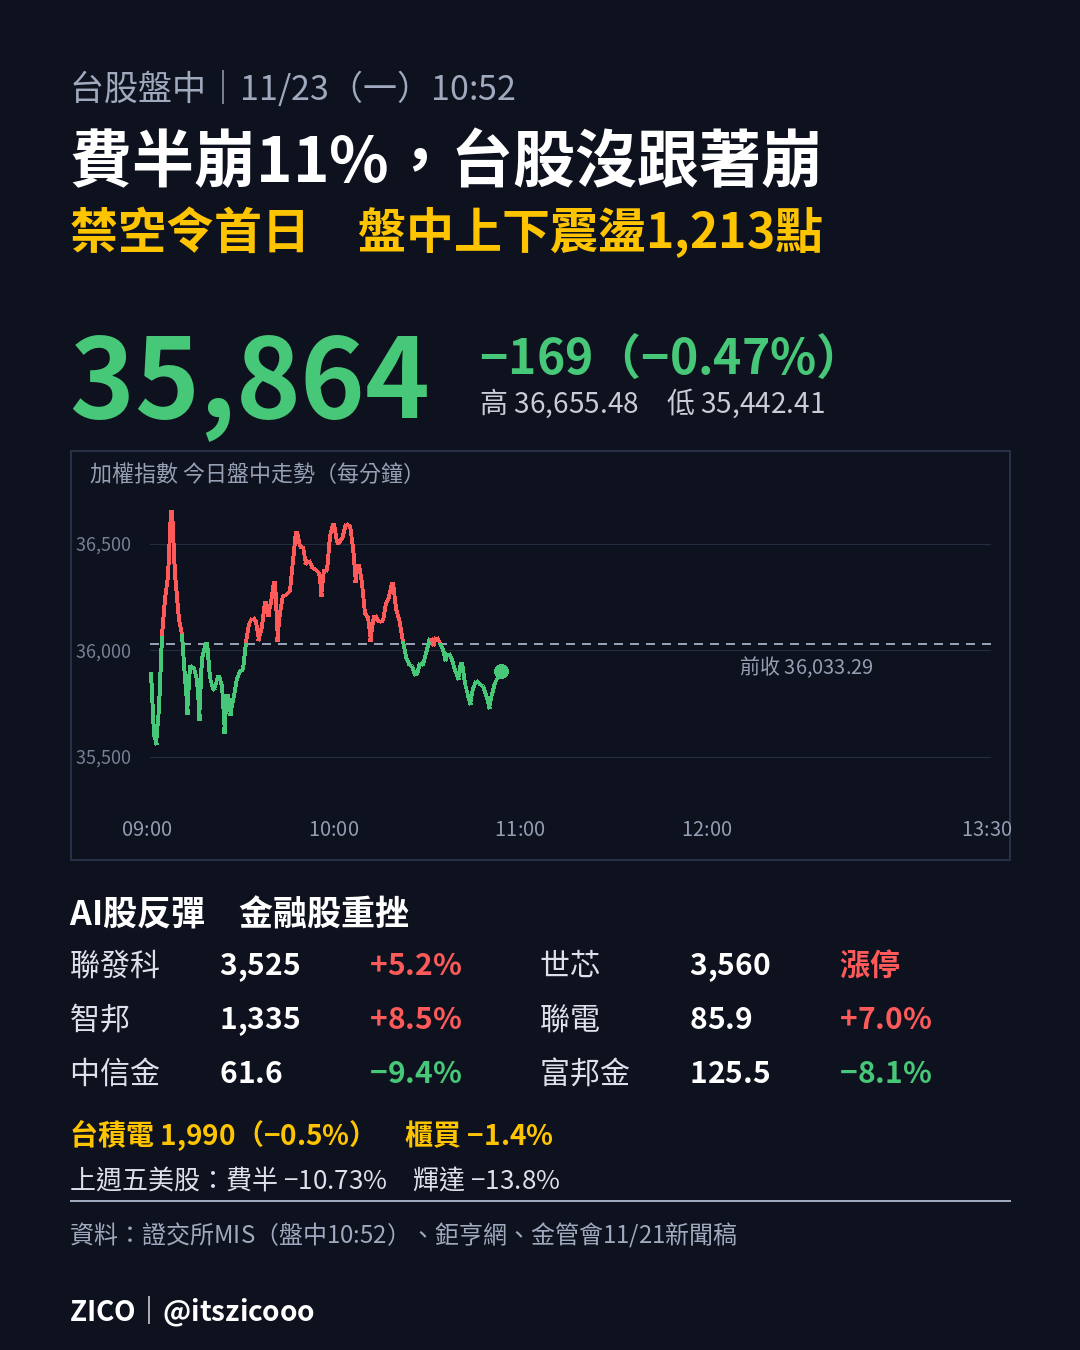 台股盤中｜11/23（一）10:52
費半崩11%，台股沒跟著崩
禁空令首日　盤中上下震盪1,213點
35,864
−169（−0.47%）
高 36,655.48　低 35,442.41
加權指數 今日盤中走勢（每分鐘）
36,500
36,000
前收 36,033.29
35,500
09:00 10:00 11:00 12:00 13:30
AI股反彈　金融股重挫
聯發科 3,525 +5.2% 世芯 3,560 漲停
智邦 1,335 +8.5% 聯電 85.9 +7.0%
中信金 61.6 −9.4% 富邦金 125.5 −8.1%
台積電 1,990（−0.5%）　櫃買 −1.4%
上週五美股：費半 −10.73%　輝達 −13.8%
資料：證交所MIS（盤中10:52）、鉅亨網、金管會11/21新聞稿
ZICO｜@itszicooo